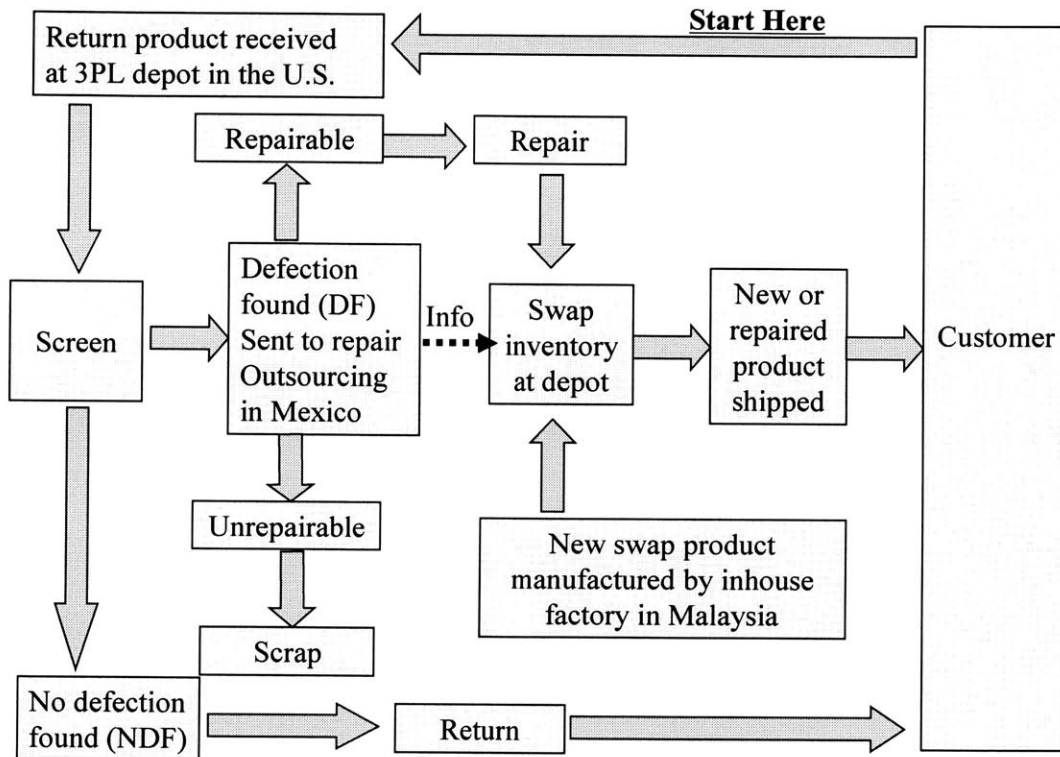 Start Here
Return product received
at 3PL depot in the U.S.
Repairable
Repair
Customer
Screen
Defection
found (DF)
Sent to repair
Outsourcing
in Mexico
Info
Swap
inventory
at depot
New or
repaired
product
shipped
Unrepairable
New swap product
manufactured by inhouse
factory in Malaysia
Scrap
No defection
found (NDF)
Return